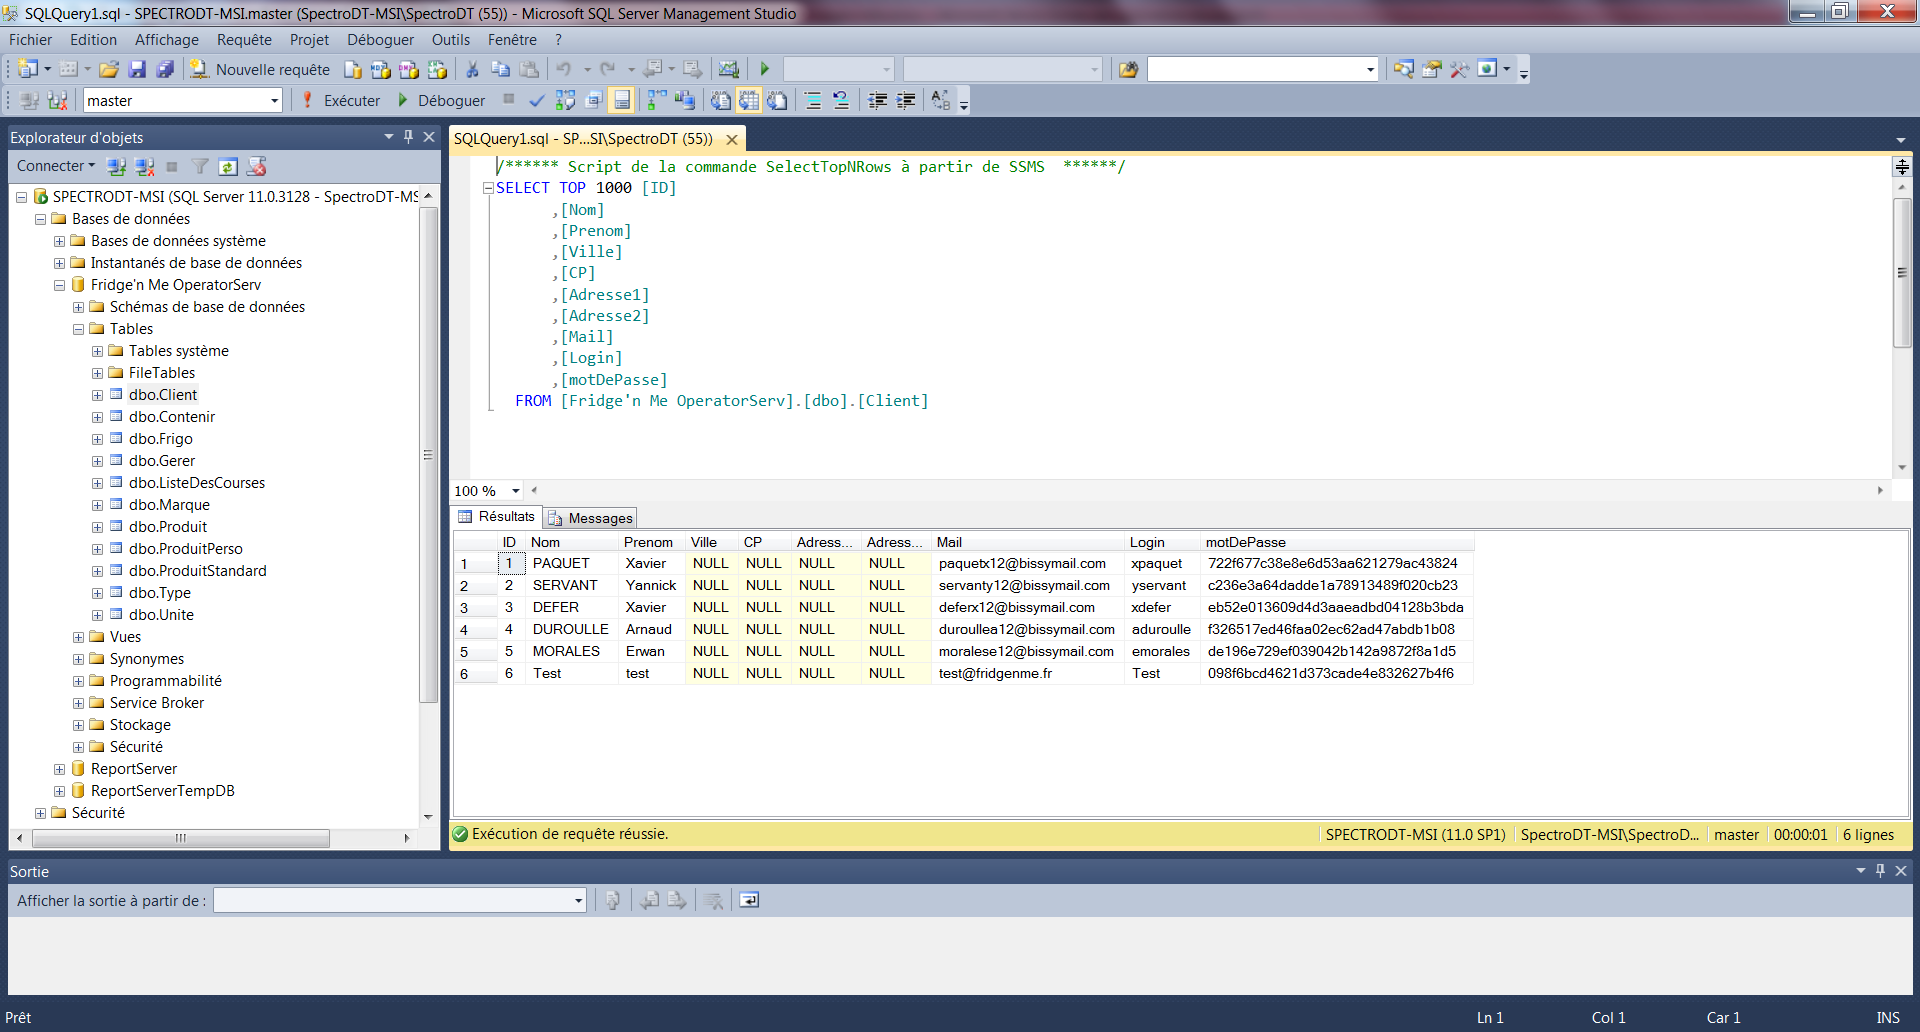 SQLQuery1.sql - SPECTRODT-MSI.master (SpectroDT-MSI\SpectroDT (55)) - Microsoft SQL Server Management Studio
Fichier Edition Affichage Requête Projet Déboguer Outils Fenêtre ?
Nouvelle requête
master Exécuter Déboguer
Explorateur d'objets
Connecter
SPECTRODT-MSI (SQL Server 11.0.3128 - SpectroDT-MS
Bases de données
Bases de données système
Instantanés de base de données
Fridge'n Me OperatorServ
Schémas de base de données
Tables
Tables système
FileTables
dbo.Client
dbo.Contenir
dbo.Frigo
dbo.Gerer
dbo.ListeDesCourses
dbo.Marque
dbo.Produit
dbo.ProduitPerso
dbo.ProduitStandard
dbo.Type
dbo.Unite
Vues
Synonymes
Programmabilité
Service Broker
Stockage
Sécurité
ReportServer
ReportServerTempDB
Sécurité
SQLQuery1.sql - SP...SI\SpectroDT (55))
/****** Script de la commande SelectTopNRows à partir de SSMS  ******/
SELECT TOP 1000 [ID]
,[Nom]
,[Prenom]
,[Ville]
,[CP]
,[Adresse1]
,[Adresse2]
,[Mail]
,[Login]
,[motDePasse]
FROM [Fridge'n Me OperatorServ].[dbo].[Client]
100 %
Résultats Messages
ID Nom Prenom Ville CP Adress... Adress... Mail Login motDePasse
1 1 PAQUET Xavier NULL NULL NULL NULL paquetx12@bissymail.com xpaquet 722f677c38e8e6d53aa621279ac43824
2 2 SERVANT Yannick NULL NULL NULL NULL servanty12@bissymail.com yservant c236e3a64dadde1a78913489f020cb23
3 3 DEFER Xavier NULL NULL NULL NULL deferx12@bissymail.com xdefer eb52e013609d4d3aaeadbd04128b3bda
4 4 DUROULLE Arnaud NULL NULL NULL NULL duroullea12@bissymail.com aduroulle f326517ed46faa02ec62ad47abdb1b08
5 5 MORALES Erwan NULL NULL NULL NULL moralese12@bissymail.com emorales de196e729ef039042b142a9872f8a1d5
6 6 Test test NULL NULL NULL NULL test@fridgenme.fr Test 098f6bcd4621d373cade4e832627b4f6
Exécution de requête réussie. SPECTRODT-MSI (11.0 SP1) SpectroDT-MSI\SpectroD... master 00:00:01 6 lignes
Sortie
Afficher la sortie à partir de :
Prêt Ln 1 Col 1 Car 1 INS